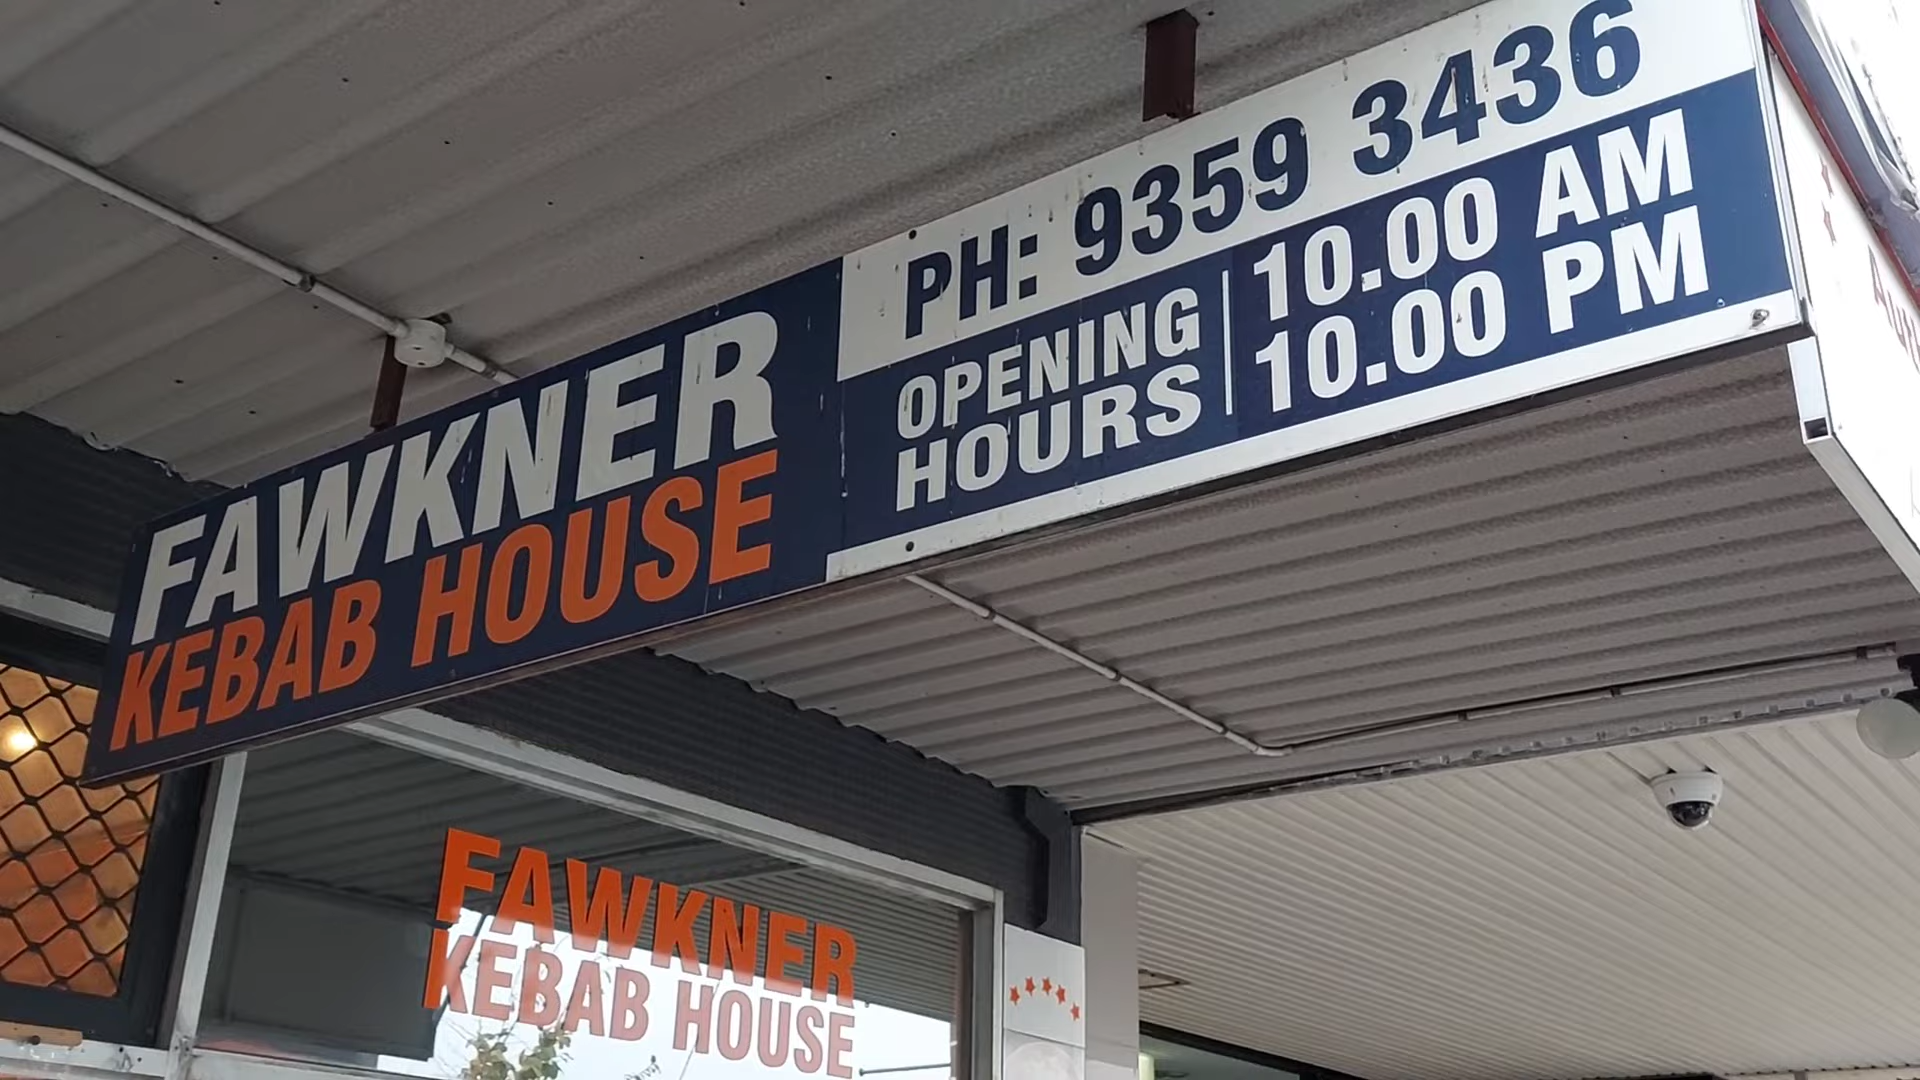 FAWKNER
KEBAB HOUSE
PH: 9359 3436
OPENING HOURS
10.00 AM
10.00 PM
FAWKNER
KEBAB HOUSE